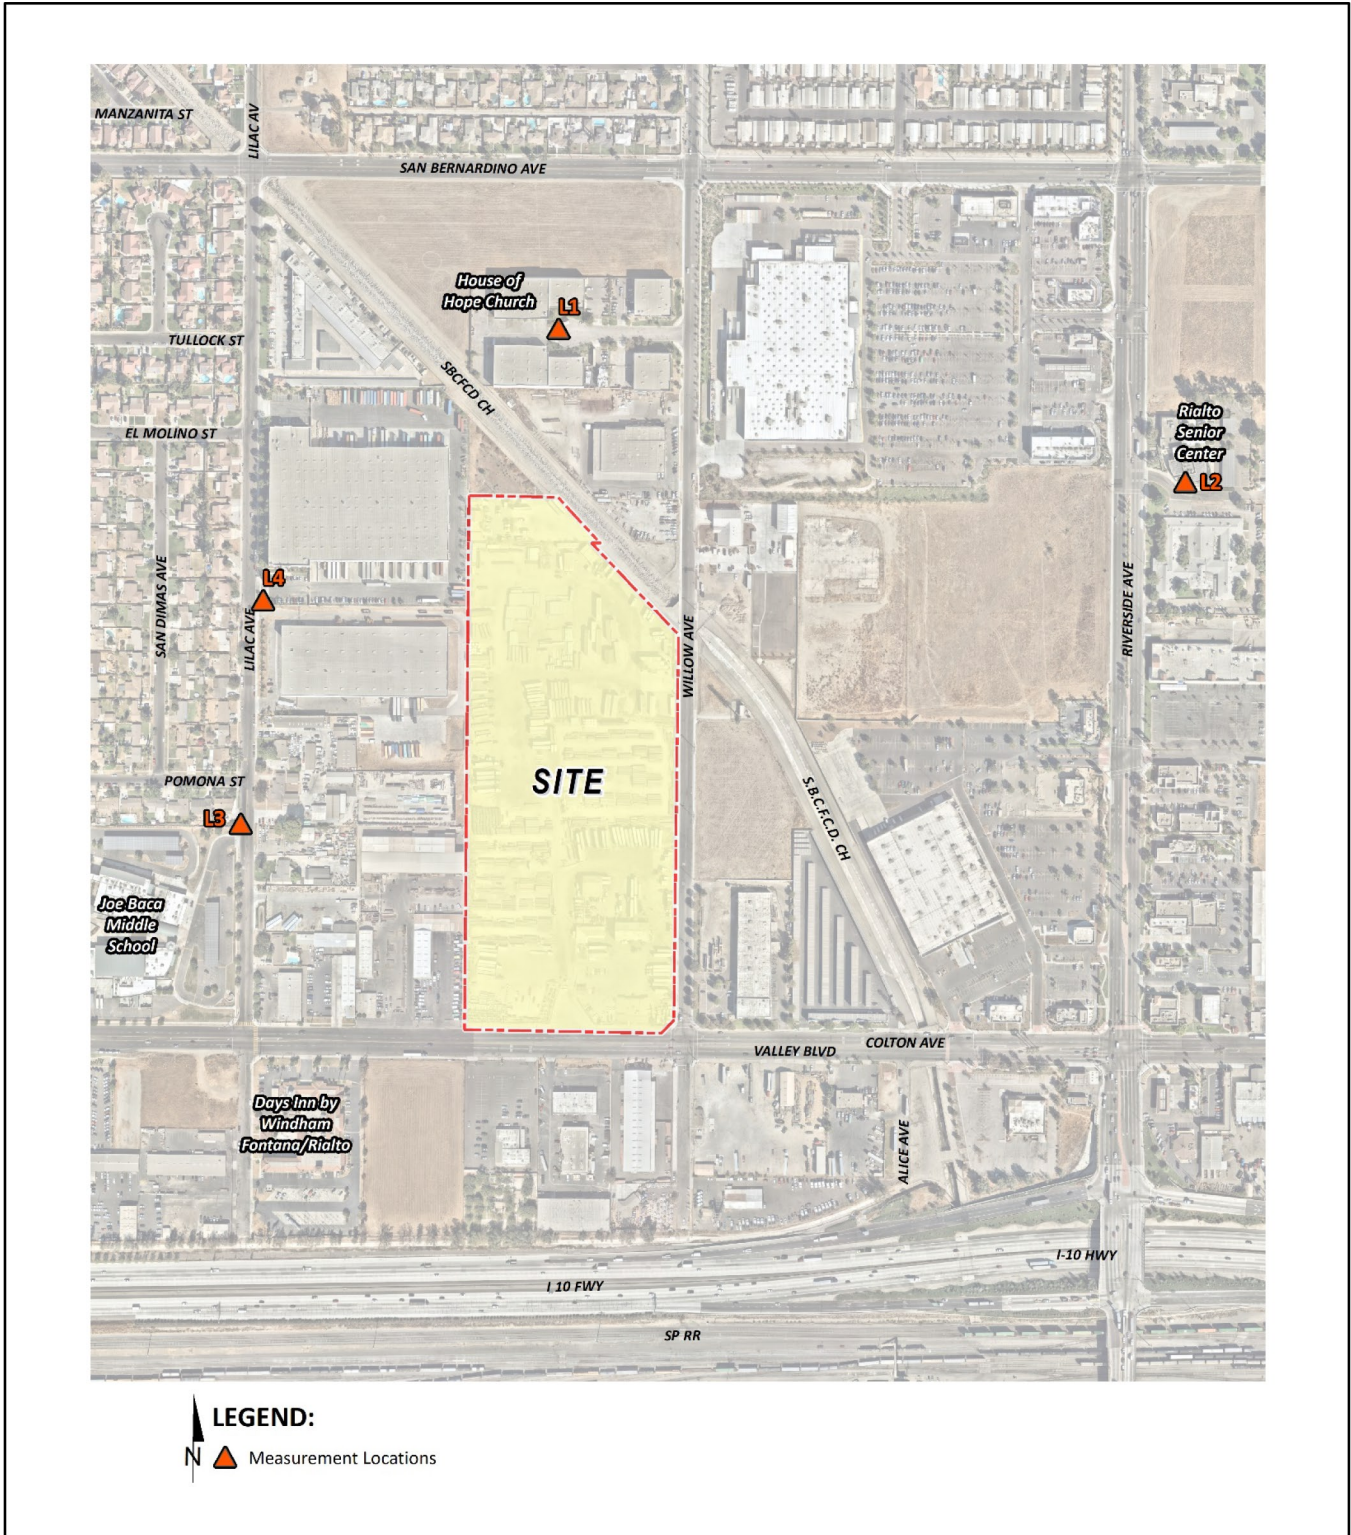 MANZANITA ST
LILAC AV
SAN BERNARDINO AVE
House of
Hope Church
L1
TULLOCK ST
SBCFCD CH
EL MOLINO ST
Rialto
Senior
Center
L2
SAN DIMAS AVE
L4
LILAC AVE
WILLOW AVE
RIVERSIDE AVE
POMONA ST
SITE
L3
S.B.C.F.C.D. CH
Joe Baca
Middle
School
VALLEY BLVD
COLTON AVE
Days Inn by
Windham
Fontana/Rialto
ALICE AVE
I-10 HWY
I 10 FWY
SP RR
N
LEGEND:
Measurement Locations